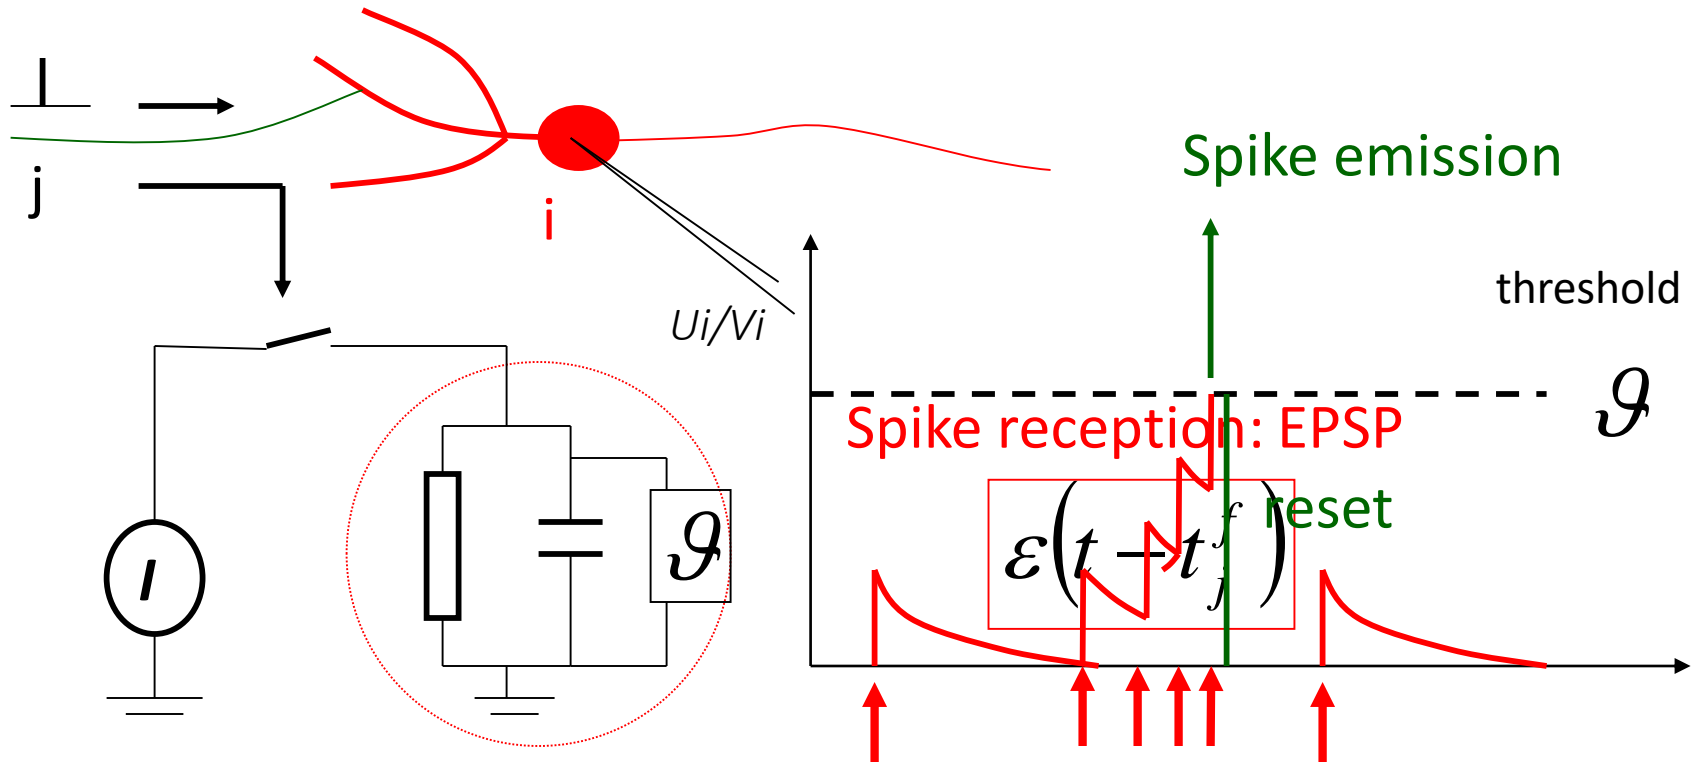 j
i
Spike emission
threshold
Ui/Vi
ϑ
Spike reception: EPSP
reset
ε(t − t_j^f)
ϑ
I